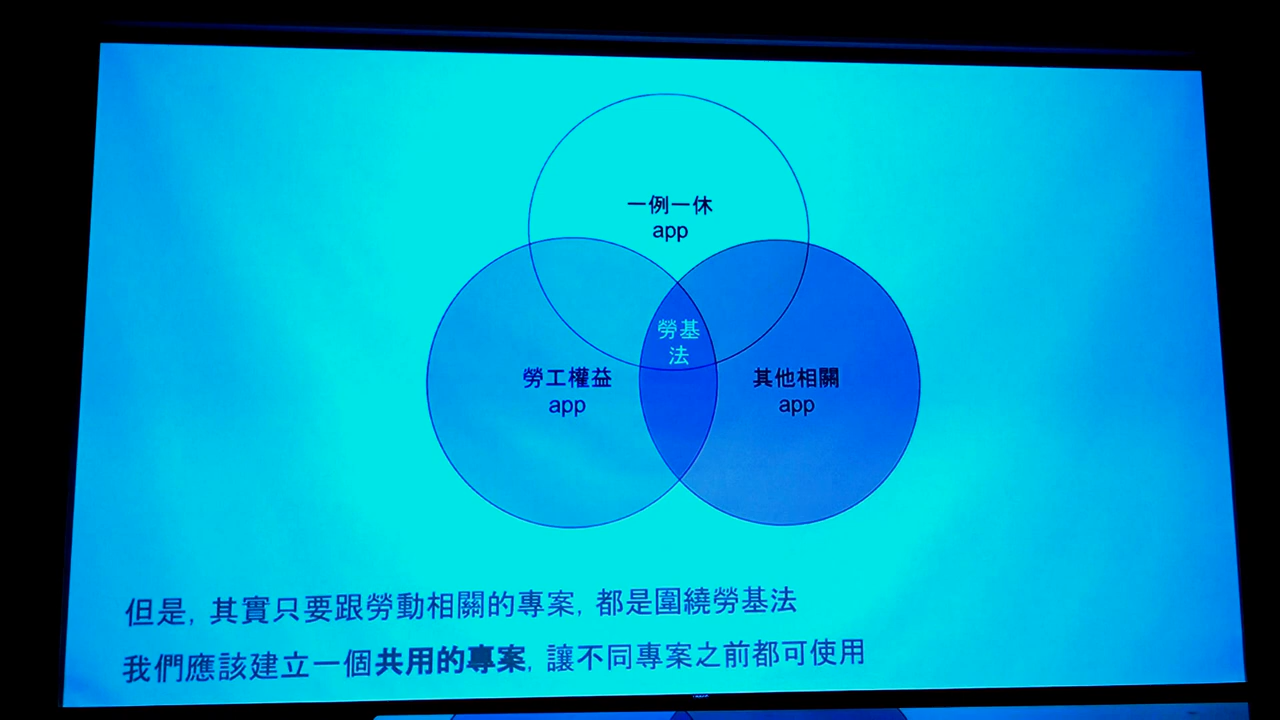 一例一休
app
勞基
法
勞工權益
app
其他相關
app
但是, 其實只要跟勞動相關的專案, 都是圍繞勞基法
我們應該建立一個共用的專案, 讓不同專案之前都可使用